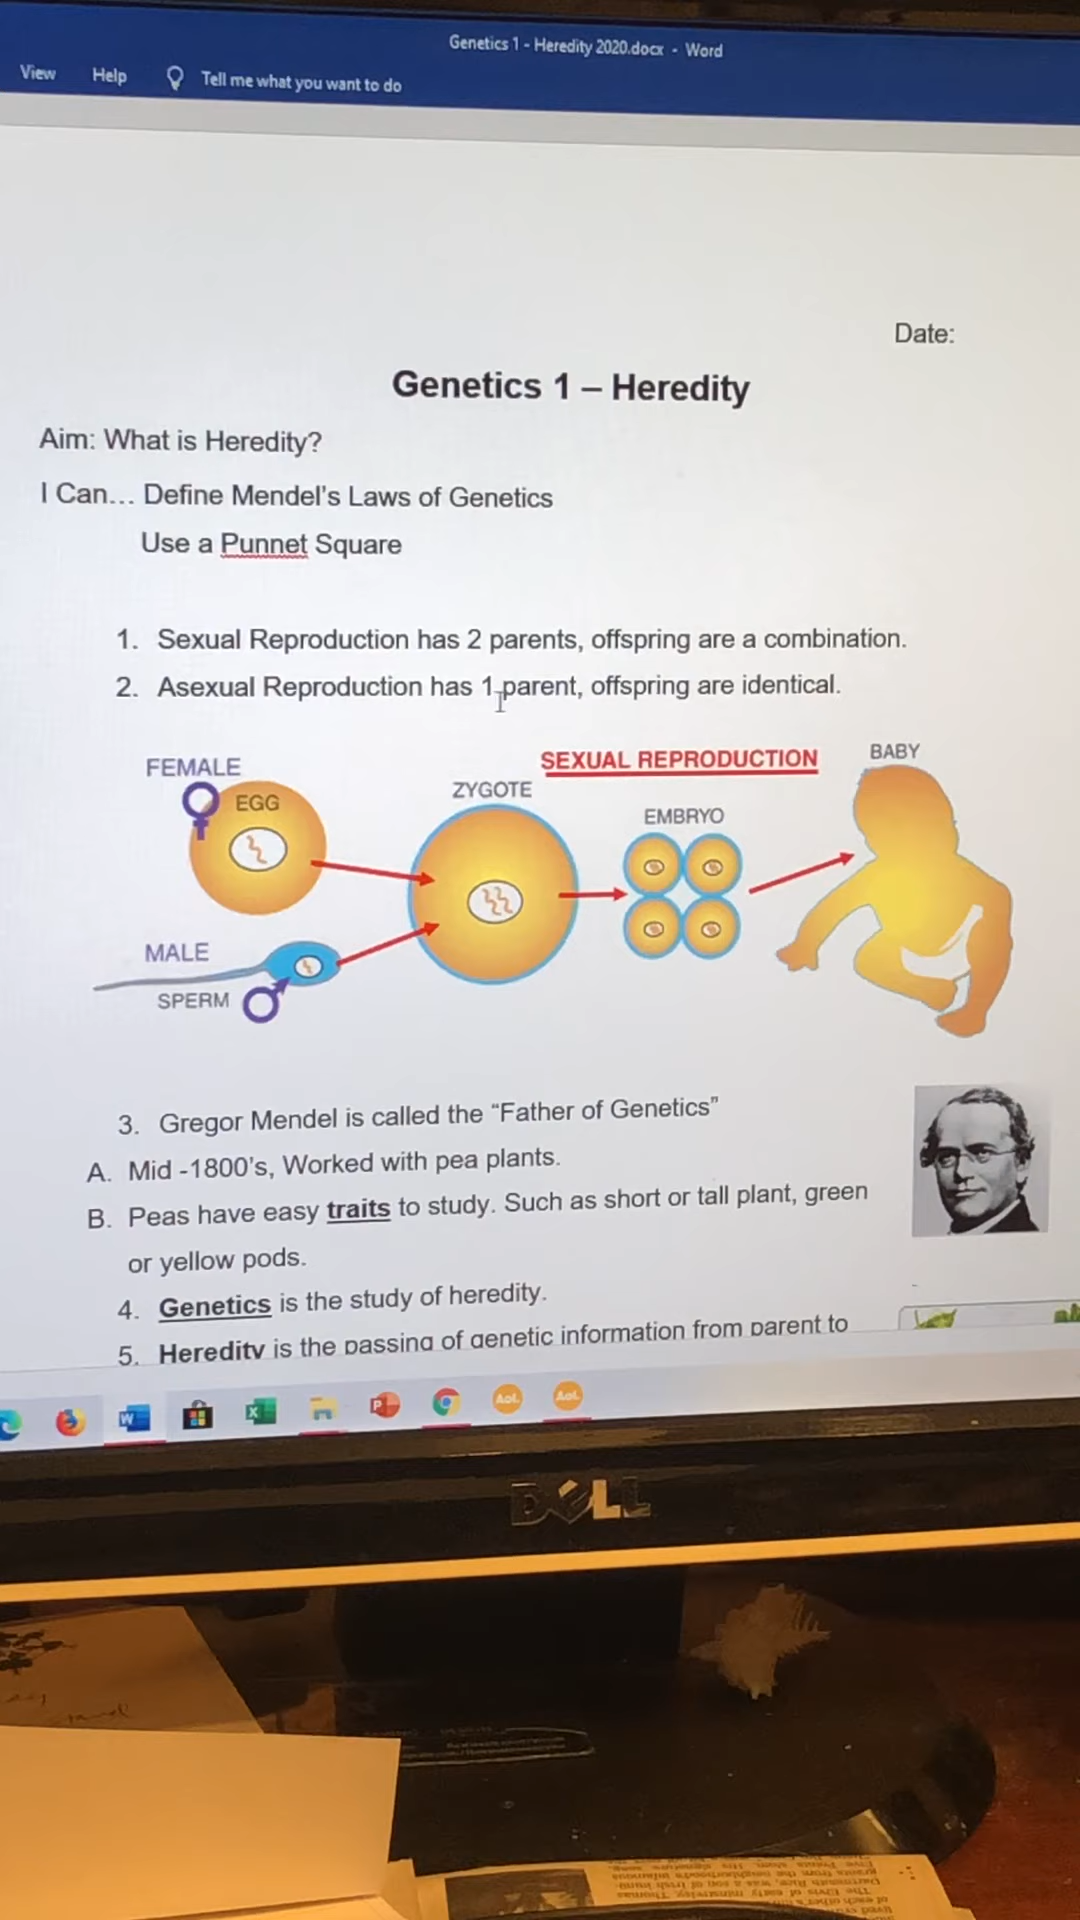 Genetics 1 - Heredity 2020.docx - Word
View Help Tell me what you want to do
Date:
Genetics 1 – Heredity
Aim: What is Heredity?
I Can... Define Mendel's Laws of Genetics
Use a Punnet Square
1. Sexual Reproduction has 2 parents, offspring are a combination.
2. Asexual Reproduction has 1 parent, offspring are identical.
SEXUAL REPRODUCTION
FEMALE
EGG
MALE
SPERM
ZYGOTE
EMBRYO
BABY
3. Gregor Mendel is called the “Father of Genetics”
A. Mid -1800's, Worked with pea plants.
B. Peas have easy traits to study. Such as short or tall plant, green
or yellow pods.
4. Genetics is the study of heredity.
5. Heredity is the passing of genetic information from parent to
Aol. Aol.
DELL